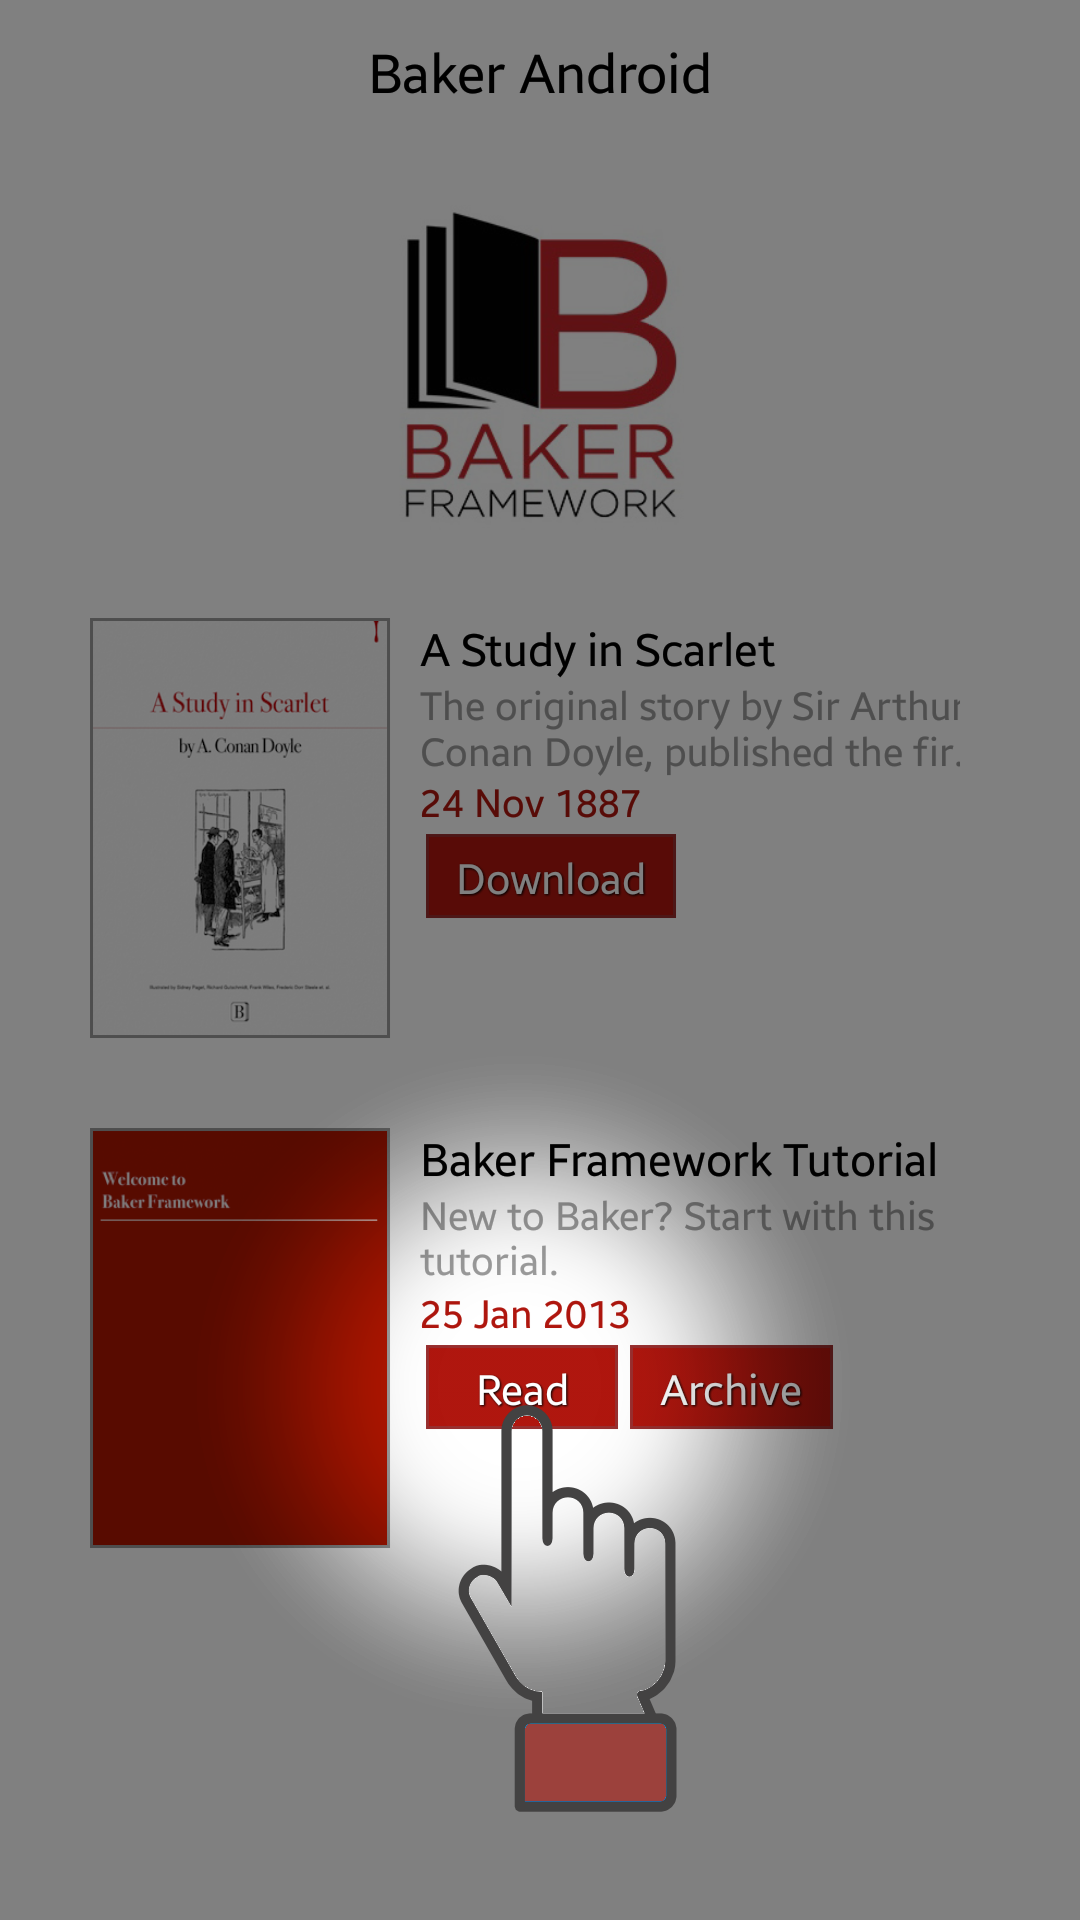 Baker Android
B
BAKER
FRAMEWORK
A Study in Scarlet
by A. Conan Doyle
B
A Study in Scarlet
The original story by Sir Arthur
Conan Doyle, published the fir.
24 Nov 1887
Download
Welcome to
Baker Framework
Baker Framework Tutorial
New to Baker? Start with this
tutorial.
25 Jan 2013
Read
Archive